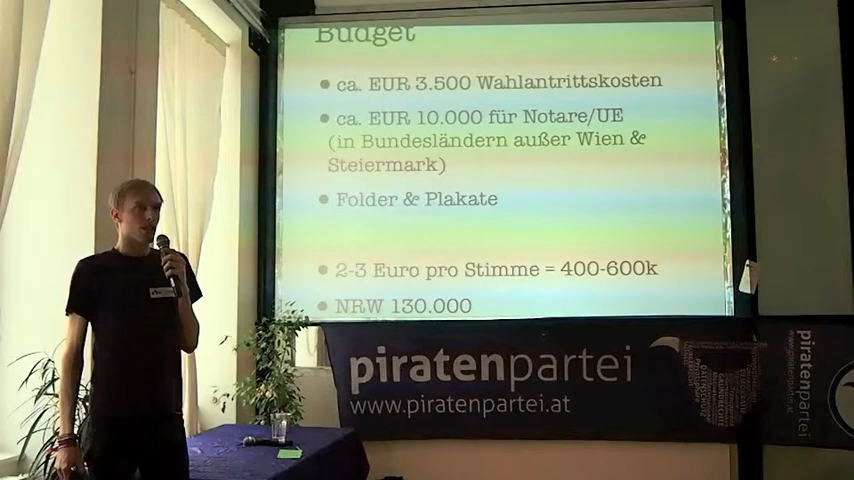 Budget
ca. EUR 3.500 Wahlantrittskosten
ca. EUR 10.000 für Notare/UE
(in Bundesländern außer Wien &
Steiermark)
Folder & Plakate
2-3 Euro pro Stimme = 400-600k
NRW 130.000
piratenpartei
www.piratenpartei.at
piratenpartei
www.piratenpartei.at